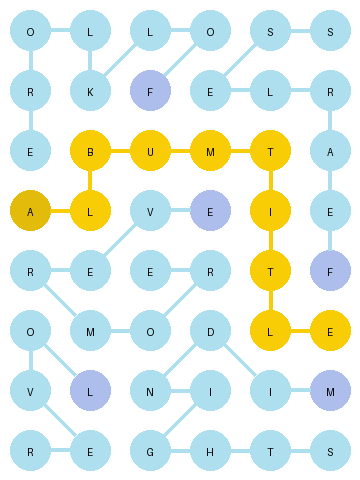 O L L O S S
R K F E L R
E B U M T A
A L V E I E
R E E R T F
O M O D L E
V L N I I M
R E G H T S